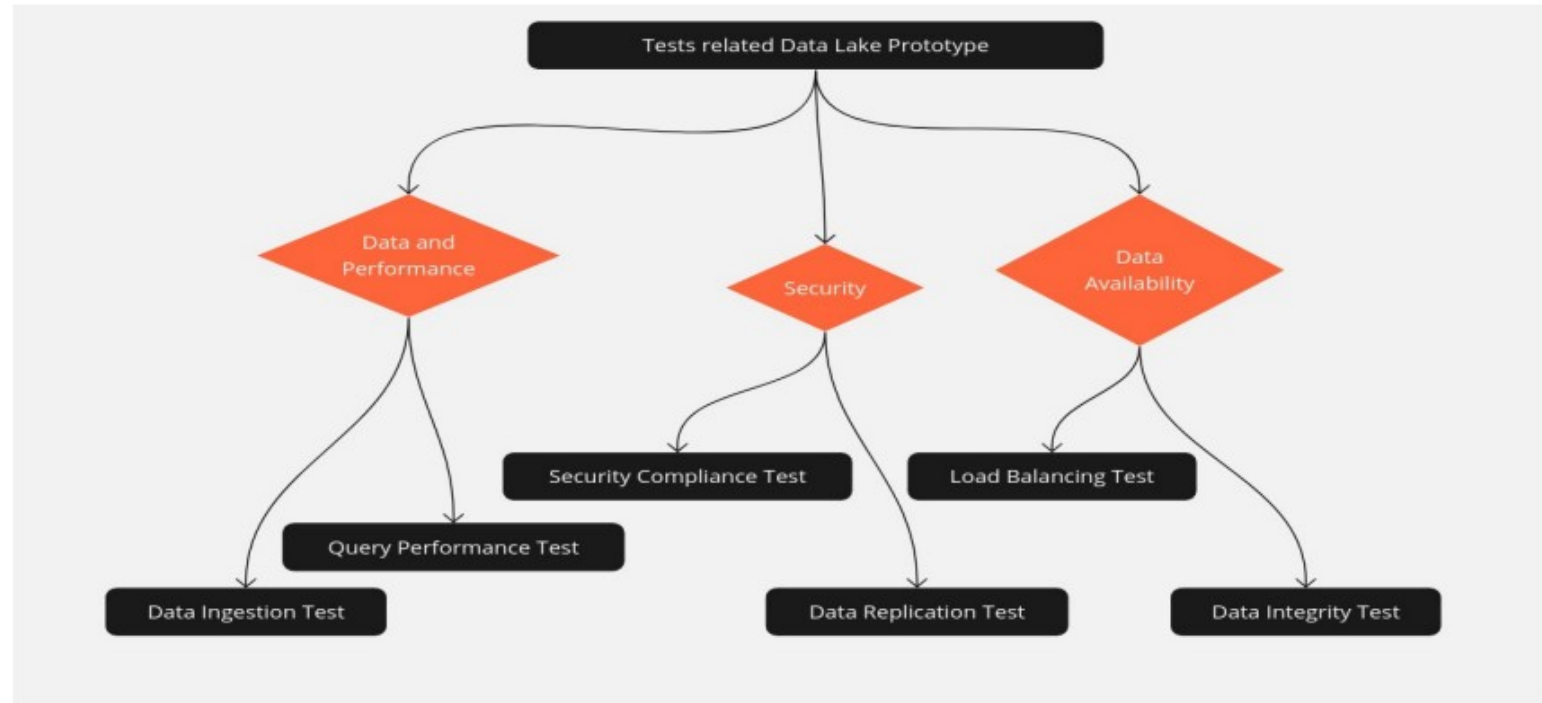 Tests related Data Lake Prototype
Data and
Performance
Security
Data
Availability
Security Compliance Test
Load Balancing Test
Query Performance Test
Data Ingestion Test
Data Replication Test
Data Integrity Test